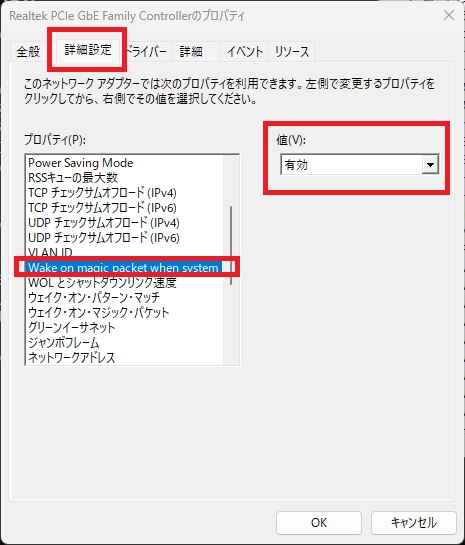 Realtek PCIe GbE Family Controllerのプロパティ
全般
詳細設定
ドライバー
詳細
イベント
リソース
このネットワーク アダプターでは次のプロパティを利用できます。左側で変更するプロパティを
クリックしてから、右側でその値を選択してください。
プロパティ(P):
値(V):
有効
Power Saving Mode
RSSキューの最大数
TCP チェックサムオフロード (IPv4)
TCP チェックサムオフロード (IPv6)
UDP チェックサムオフロード (IPv4)
UDP チェックサムオフロード (IPv6)
VLAN ID
Wake on magic packet when system
WOL とシャットダウンリンク速度
ウェイク・オン・パターン・マッチ
ウェイク・オン・マジック・パケット
グリーンイーサネット
ジャンボフレーム
ネットワークアドレス
OK
キャンセル